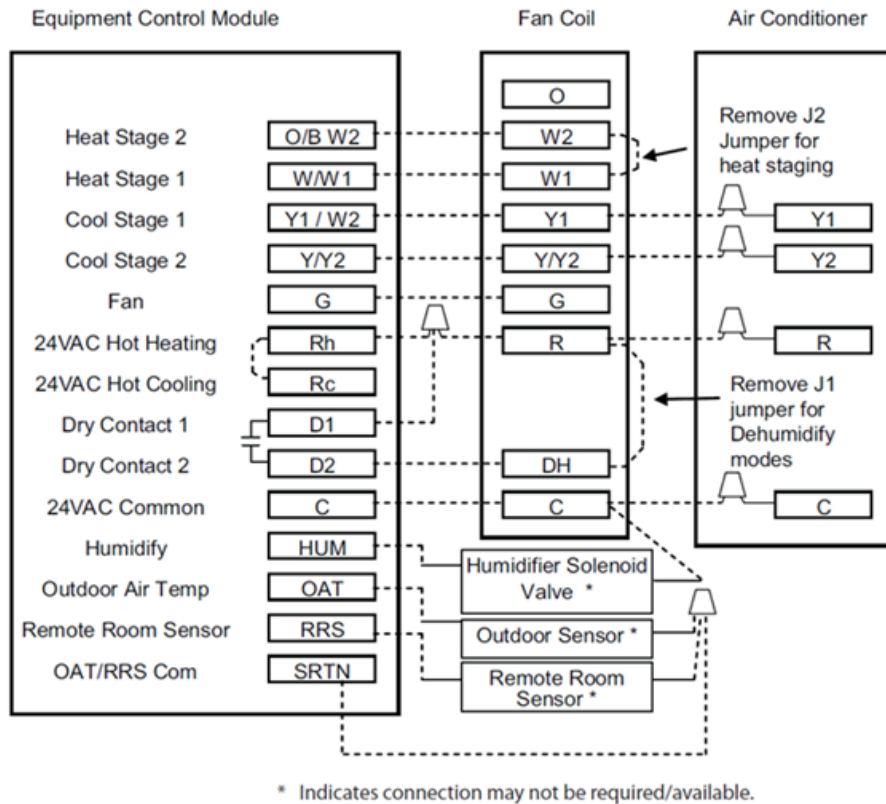 Equipment Control Module
Fan Coil
Air Conditioner
O
Heat Stage 2
O/B W2
W2
Remove J2
Jumper for
heat staging
Heat Stage 1
W/W1
W1
Cool Stage 1
Y1 / W2
Y1
Y1
Cool Stage 2
Y/Y2
Y/Y2
Y2
Fan
G
G
24VAC Hot Heating
Rh
R
R
24VAC Hot Cooling
Rc
Remove J1
jumper for
Dehumidify
modes
Dry Contact 1
D1
Dry Contact 2
D2
DH
24VAC Common
C
C
C
Humidify
HUM
Humidifier Solenoid
Valve *
Outdoor Air Temp
OAT
Outdoor Sensor *
Remote Room Sensor
RRS
Remote Room
Sensor *
OAT/RRS Com
SRTN
* Indicates connection may not be required/available.